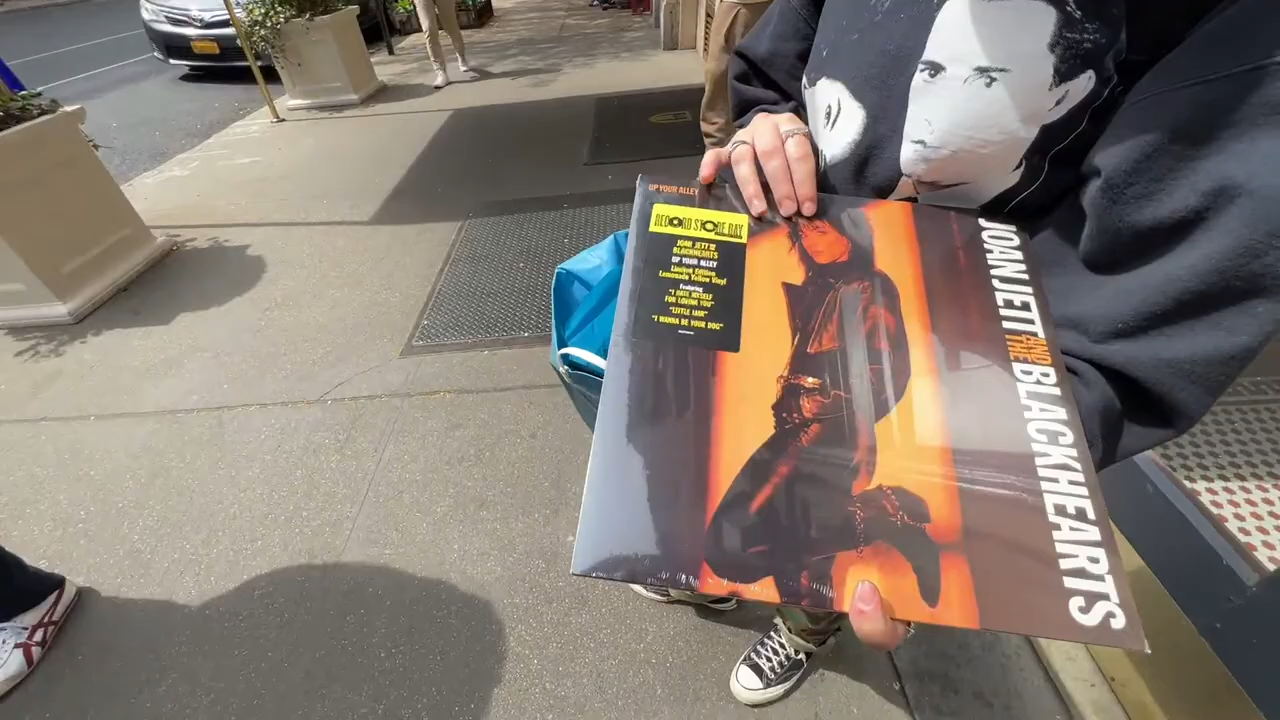 UP YOUR ALLEY
RECORD STORE DAY
JOAN JETT AND THE
BLACKHEARTS
UP YOUR ALLEY
Limited Edition
Lemonade Yellow Vinyl
Featuring
"I HATE MYSELF
FOR LOVING YOU"
"LITTLE LIAR"
"I WANNA BE YOUR DOG"
JOAN JETT AND THE BLACKHEARTS